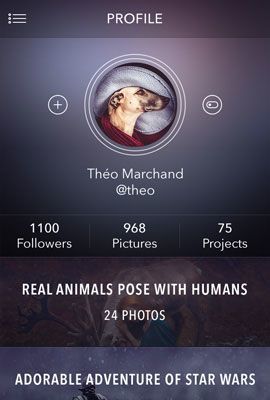 PROFILE
Théo Marchand
@theo
1100 968 75
Followers Pictures Projects
REAL ANIMALS POSE WITH HUMANS
24 PHOTOS
ADORABLE ADVENTURE OF STAR WARS